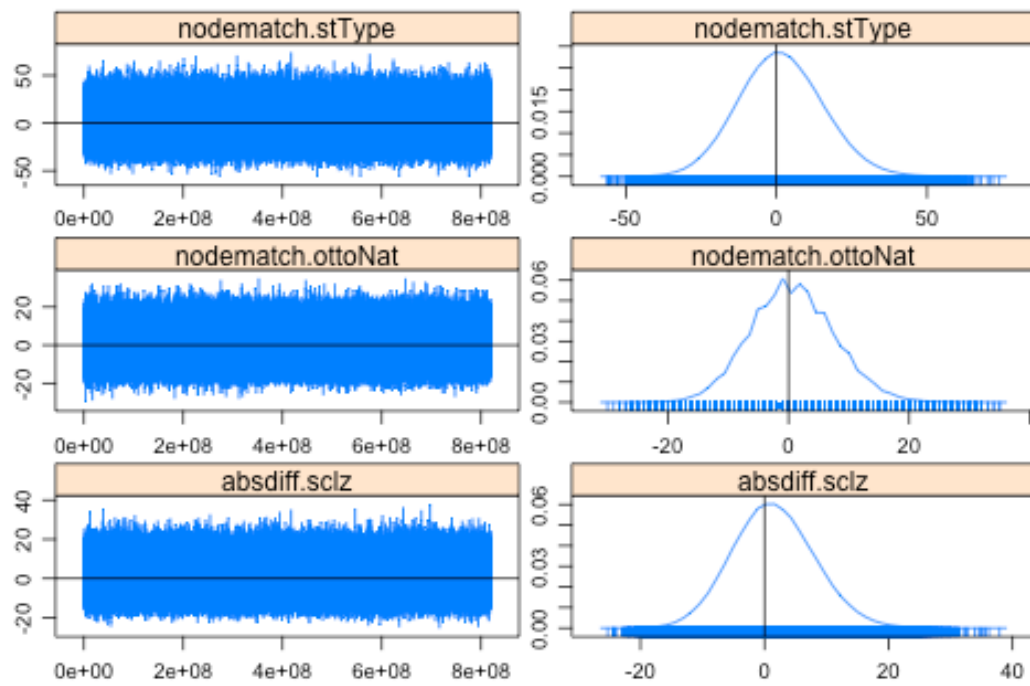 nodematch.stType
nodematch.stType
50
0
-50
0.015
0.000
0e+00 2e+08 4e+08 6e+08 8e+08
-50 0 50
nodematch.ottoNat
nodematch.ottoNat
20
0
-20
0.06
0.03
0.00
0e+00 2e+08 4e+08 6e+08 8e+08
-20 0 20
absdiff.sclz
absdiff.sclz
40
20
0
-20
0.06
0.03
0.00
0e+00 2e+08 4e+08 6e+08 8e+08
-20 0 20 40